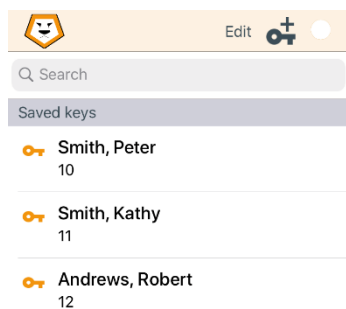 Edit
Search
Saved keys
Smith, Peter
10
Smith, Kathy
11
Andrews, Robert
12